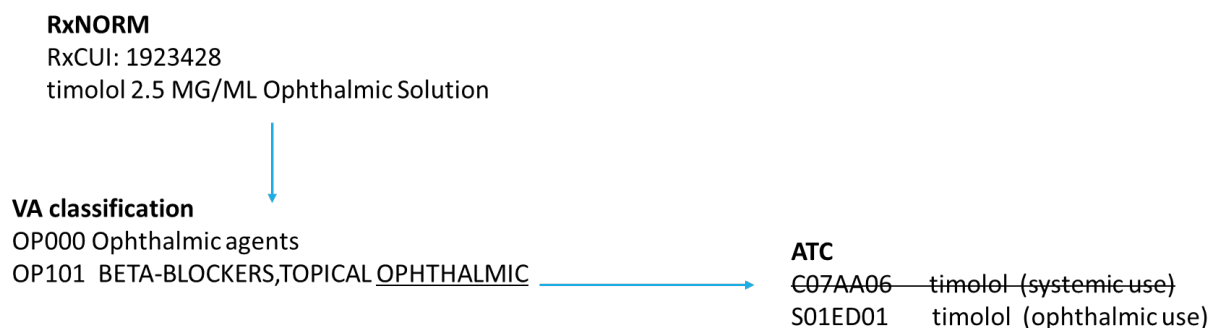 RxNORM
RxCUI: 1923428
timolol 2.5 MG/ML Ophthalmic Solution
VA classification
OP000 Ophthalmic agents
OP101 BETA-BLOCKERS,TOPICAL OPHTHALMIC
ATC
C07AA06 timolol (systemic use)
S01ED01 timolol (ophthalmic use)